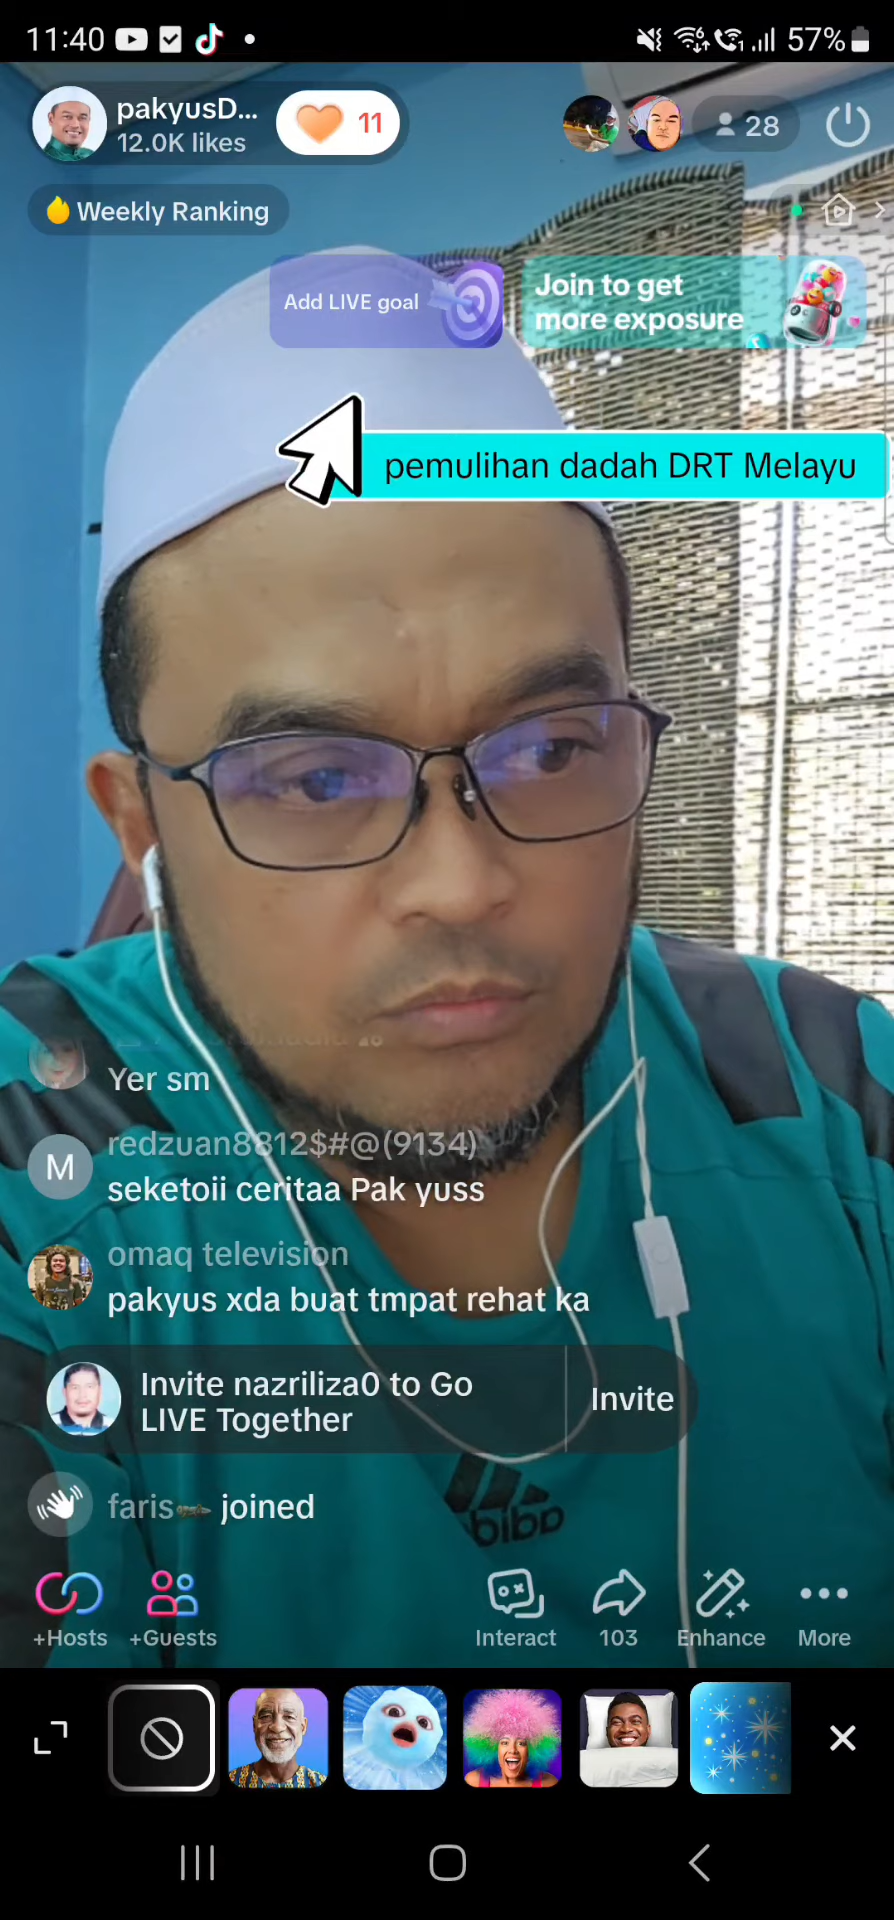 11:40
57%
pakyusD...
12.0K likes
11
28
Weekly Ranking
Add LIVE goal
Join to get
more exposure
pemulihan dadah DRT Melayu
Yer sm
M
redzuan8812$#@(9134)
seketoii ceritaa Pak yuss
omaq television
pakyus xda buat tmpat rehat ka
Invite nazriliza0 to Go
LIVE Together
Invite
faris joined
adidas
+Hosts
+Guests
Interact
103
Enhance
More